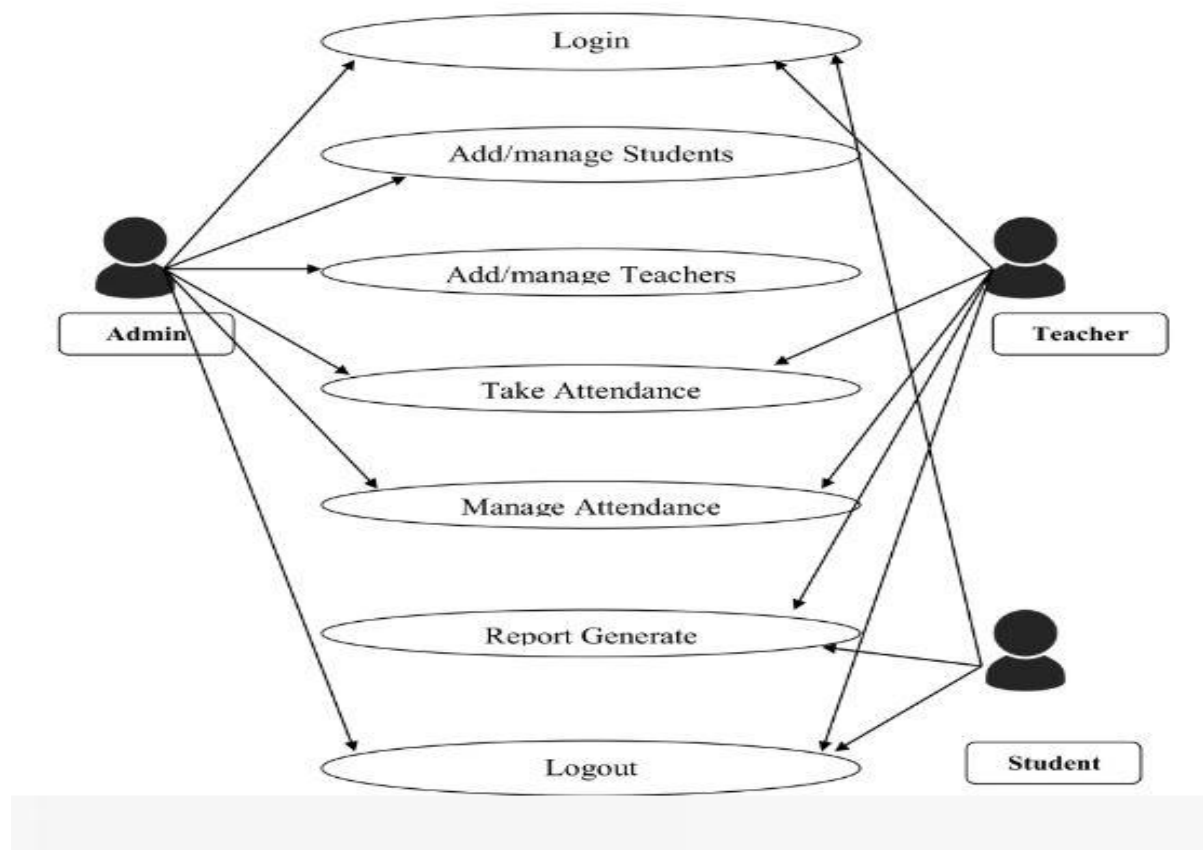 Login
Add/manage Students
Add/manage Teachers
Admin
Teacher
Take Attendance
Manage Attendance
Report Generate
Student
Logout